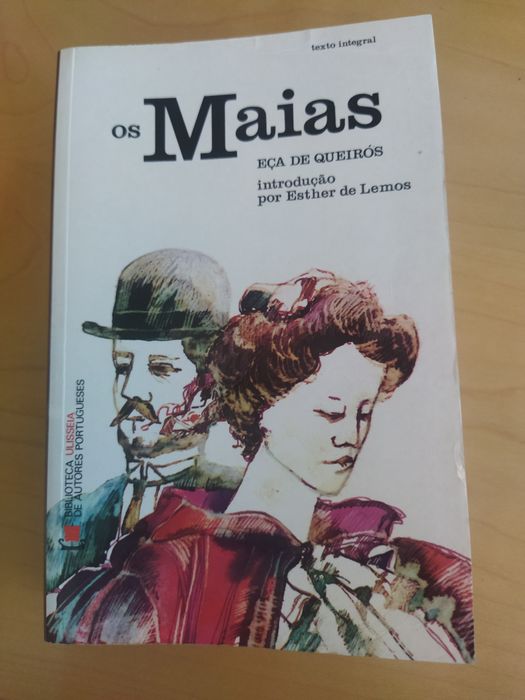 texto integral
os Maias
EÇA DE QUEIRÓS
introdução
por Esther de Lemos
BIBLIOTECA ULISSEIA
DE AUTORES PORTUGUESES